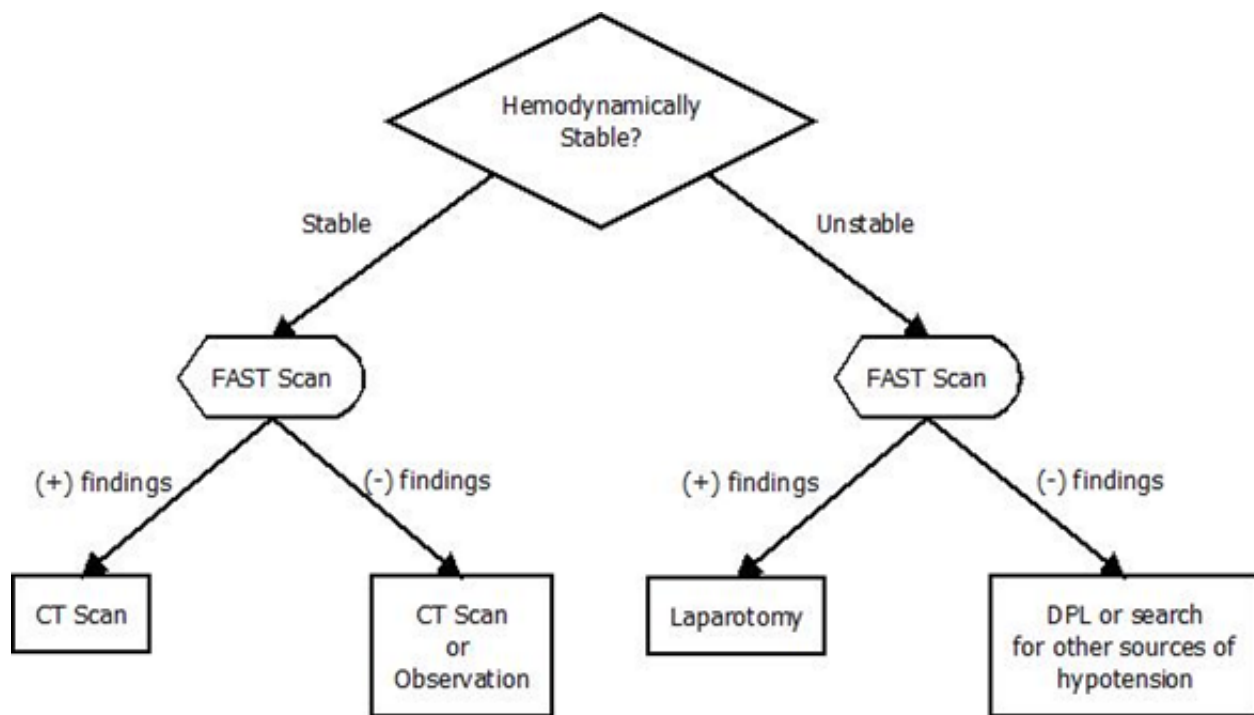 Hemodynamically
Stable?
Stable
Unstable
FAST Scan
FAST Scan
(+) findings
(-) findings
(+) findings
(-) findings
CT Scan
CT Scan
or
Observation
Laparotomy
DPL or search
for other sources of
hypotension